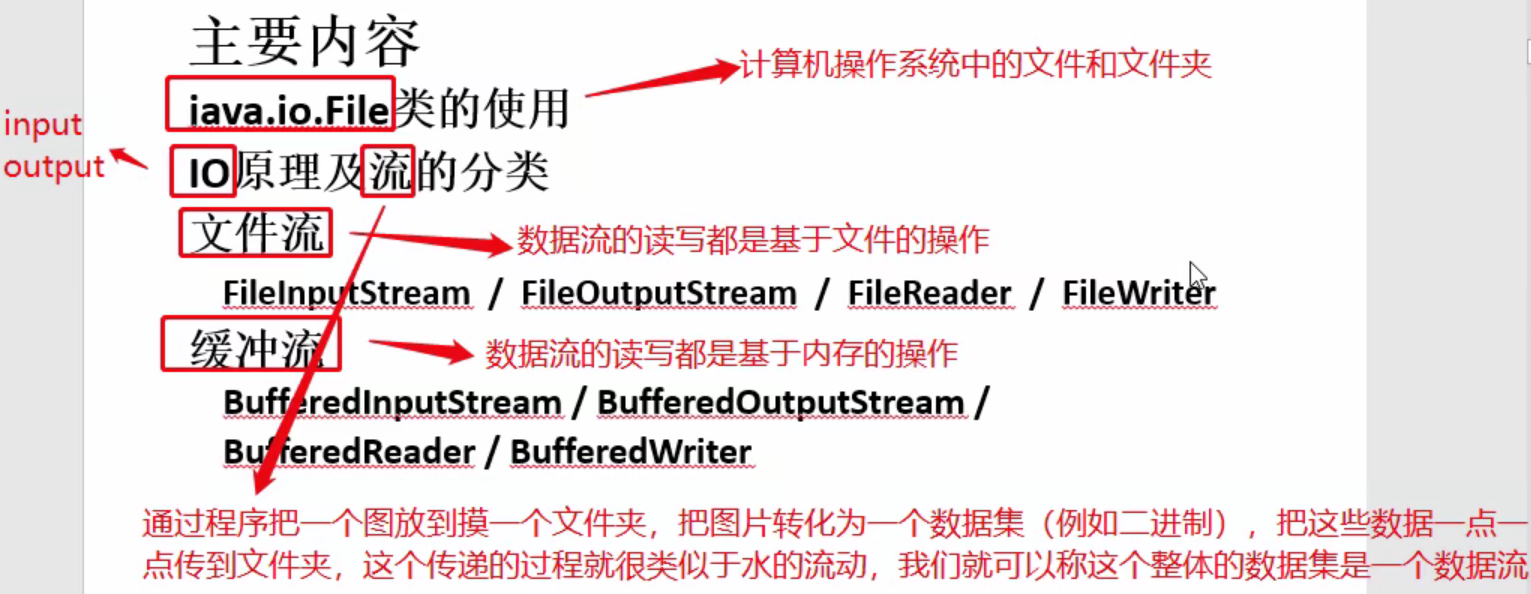 主要内容
计算机操作系统中的文件和文件夹
java.io.File类的使用
input
output
IO原理及流的分类
文件流
数据流的读写都是基于文件的操作
FileInputStream / FileOutputStream / FileReader / FileWriter
缓冲流
数据流的读写都是基于内存的操作
BufferedInputStream / BufferedOutputStream /
BufferedReader / BufferedWriter
通过程序把一个图放到摸一个文件夹，把图片转化为一个数据集（例如二进制），把这些数据一点一
点传到文件夹，这个传递的过程就很类似于水的流动，我们就可以称这个整体的数据集是一个数据流